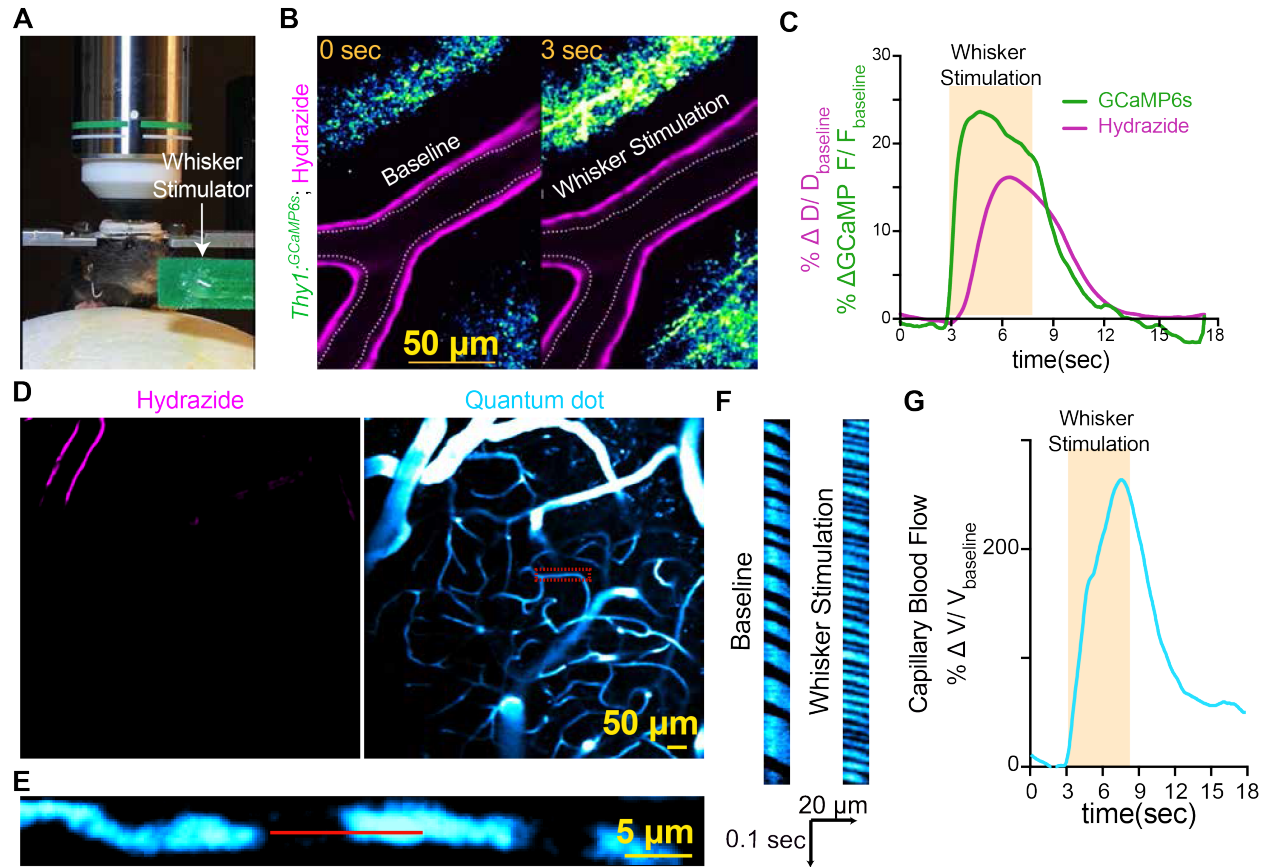 A
Whisker
Stimulator
B
Thy1:GCaMP6s; Hydrazide
0 sec
Baseline
50 µm
3 sec
Whisker Stimulation
C
% Δ D/ Dbaseline
% ΔGCaMP F/ Fbaseline
30
20
10
0
Whisker
Stimulation
GCaMP6s
Hydrazide
0 3 6 9 12 15 18
time(sec)
D
Hydrazide
Quantum dot
50 µm
E
5 µm
F
Baseline
Whisker Stimulation
20 µm
0.1 sec
G
Capillary Blood Flow
% Δ V/ Vbaseline
200
0
Whisker
Stimulation
0 3 6 9 12 15 18
time(sec)